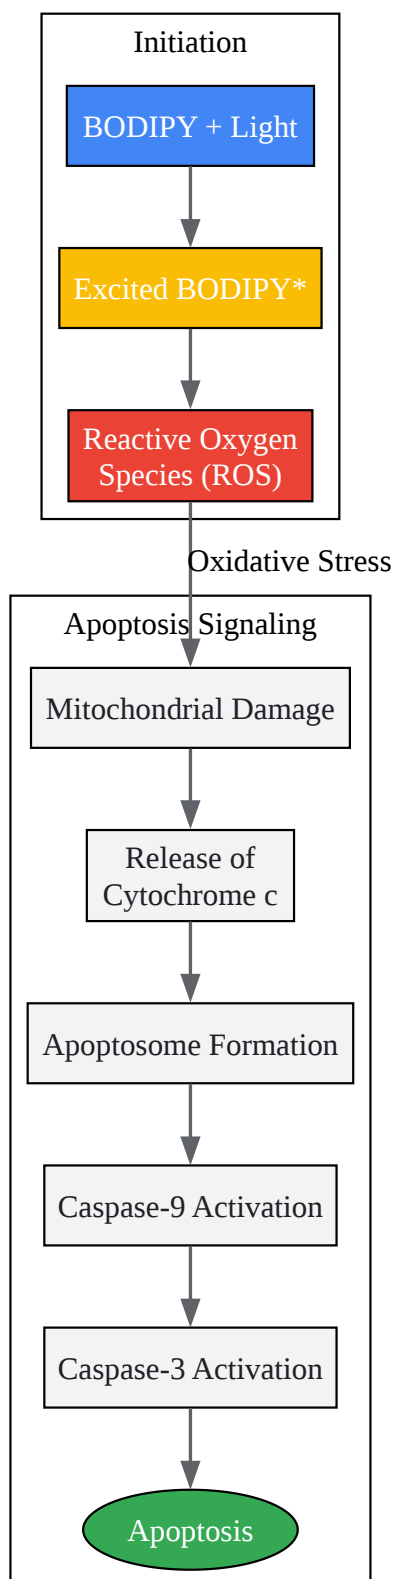 Initiation
BODIPY + Light
Excited BODIPY*
Reactive Oxygen
Species (ROS)
Oxidative Stress
Apoptosis Signaling
Mitochondrial Damage
Release of
Cytochrome c
Apoptosome Formation
Caspase-9 Activation
Caspase-3 Activation
Apoptosis